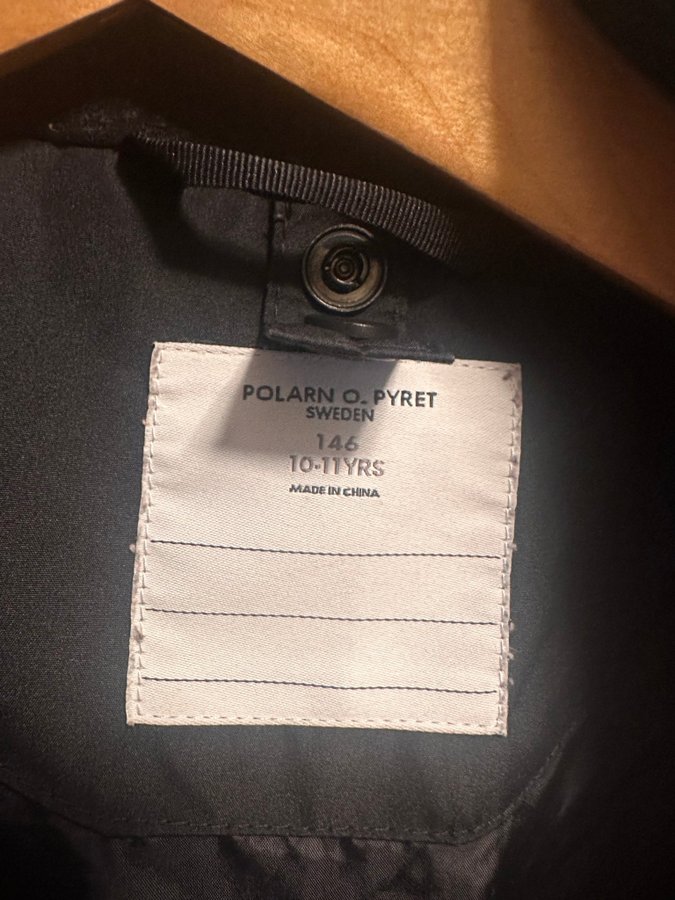 POLARN O. PYRET
SWEDEN
146
10-11YRS
MADE IN CHINA